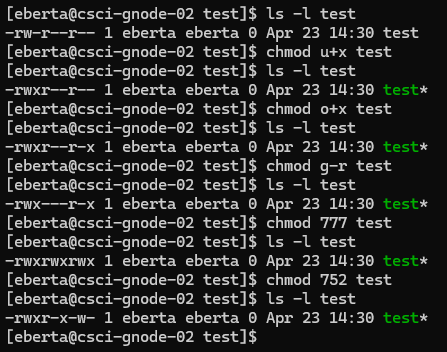 [eberta@csci-gnode-02 test]$ ls -l test
-rw-r--r-- 1 eberta eberta 0 Apr 23 14:30 test
[eberta@csci-gnode-02 test]$ chmod u+x test
[eberta@csci-gnode-02 test]$ ls -l test
-rwxr--r-- 1 eberta eberta 0 Apr 23 14:30 test*
[eberta@csci-gnode-02 test]$ chmod o+x test
[eberta@csci-gnode-02 test]$ ls -l test
-rwxr--r-x 1 eberta eberta 0 Apr 23 14:30 test*
[eberta@csci-gnode-02 test]$ chmod g-r test
[eberta@csci-gnode-02 test]$ ls -l test
-rwx---r-x 1 eberta eberta 0 Apr 23 14:30 test*
[eberta@csci-gnode-02 test]$ chmod 777 test
[eberta@csci-gnode-02 test]$ ls -l test
-rwxrwxrwx 1 eberta eberta 0 Apr 23 14:30 test*
[eberta@csci-gnode-02 test]$ chmod 752 test
[eberta@csci-gnode-02 test]$ ls -l test
-rwxr-x-w- 1 eberta eberta 0 Apr 23 14:30 test*
[eberta@csci-gnode-02 test]$